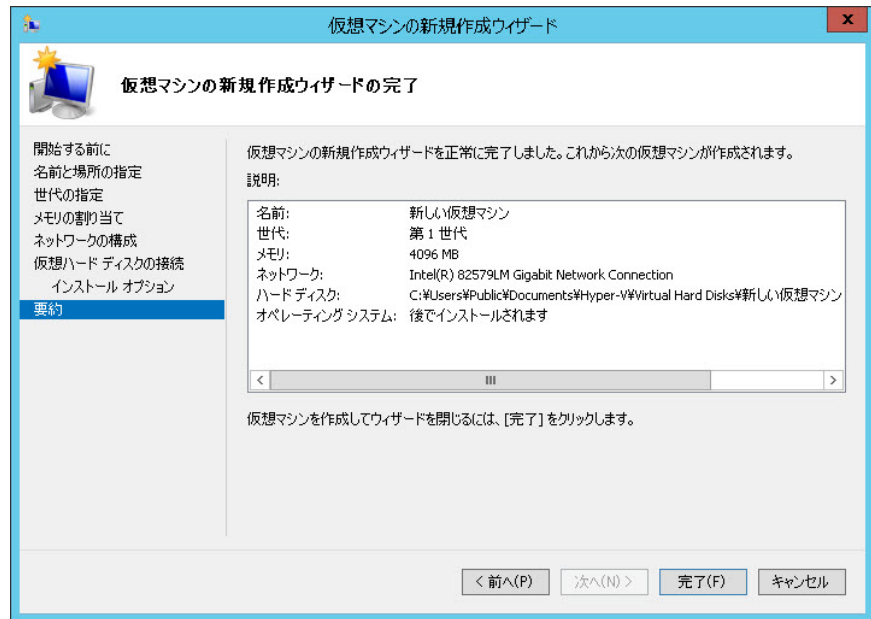 仮想マシンの新規作成ウィザード
x
仮想マシンの新規作成ウィザードの完了
開始する前に
名前と場所の指定
世代の指定
メモリの割り当て
ネットワークの構成
仮想ハード ディスクの接続
インストール オプション
要約
仮想マシンの新規作成ウィザードを正常に完了しました。これから次の仮想マシンが作成されます。
説明:
名前: 新しい仮想マシン
世代: 第 1 世代
メモリ: 4096 MB
ネットワーク: Intel(R) 82579LM Gigabit Network Connection
ハード ディスク: C:¥Users¥Public¥Documents¥Hyper-V¥Virtual Hard Disks¥新しい仮想マシン
オペレーティング システム: 後でインストールされます
仮想マシンを作成してウィザードを閉じるには、[完了] をクリックします。
< 前へ(P) 次へ(N) > 完了(F) キャンセル